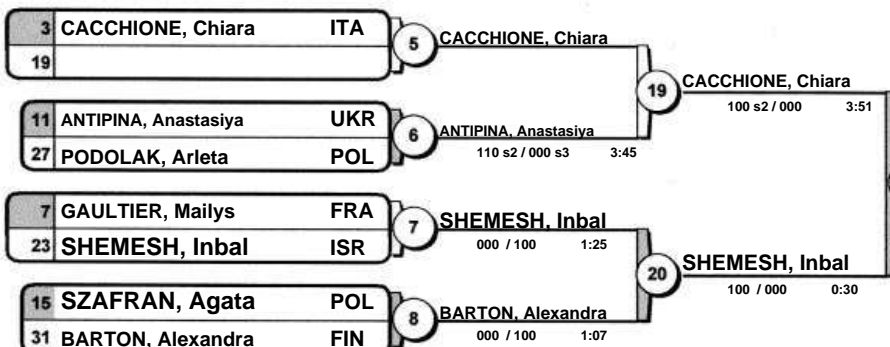 3 CACCHIONE, Chiara ITA
19
5 CACCHIONE, Chiara
19 CACCHIONE, Chiara
100 s2 / 000 3:51
11 ANTIPINA, Anastasiya UKR
27 PODOLAK, Arleta POL
6 ANTIPINA, Anastasiya
110 s2 / 000 s3 3:45
7 GAULTIER, Mailys FRA
23 SHEMESH, Inbal ISR
7 SHEMESH, Inbal
000 / 100 1:25
20 SHEMESH, Inbal
100 / 000 0:30
15 SZAFRAN, Agata POL
31 BARTON, Alexandra FIN
8 BARTON, Alexandra
000 / 100 1:07